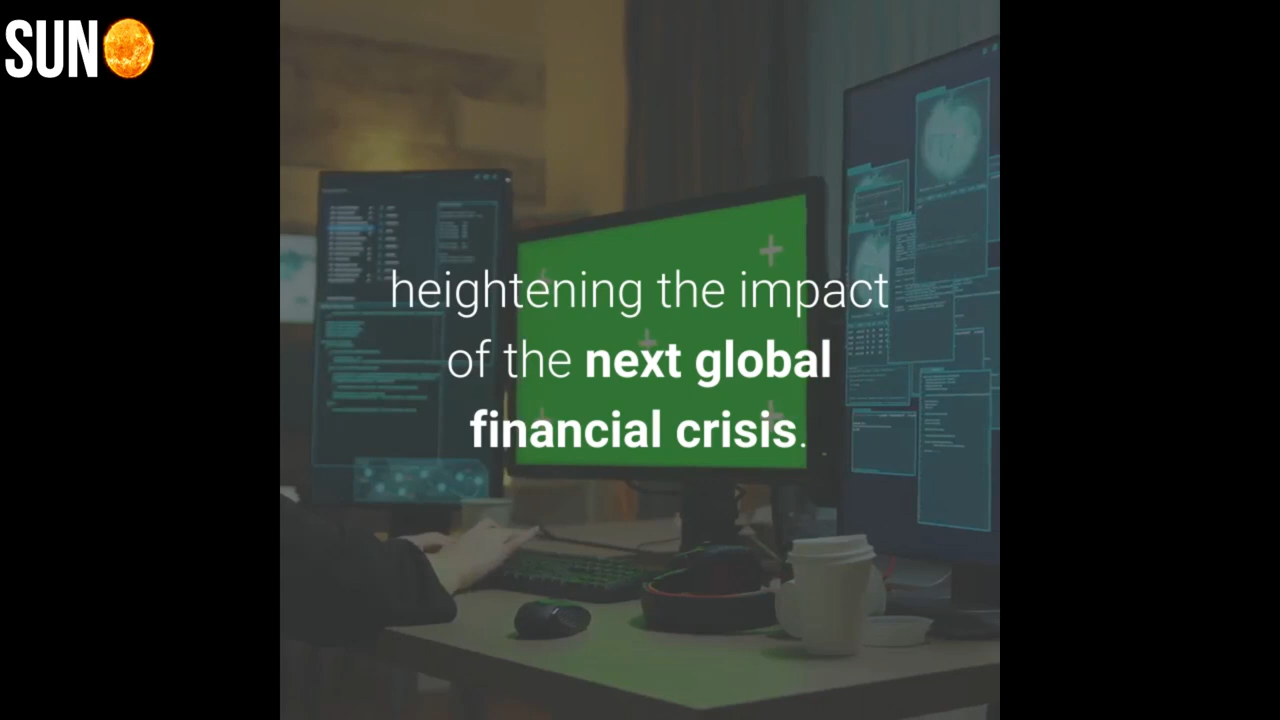 SUN
heightening the impact
of the next global
financial crisis.